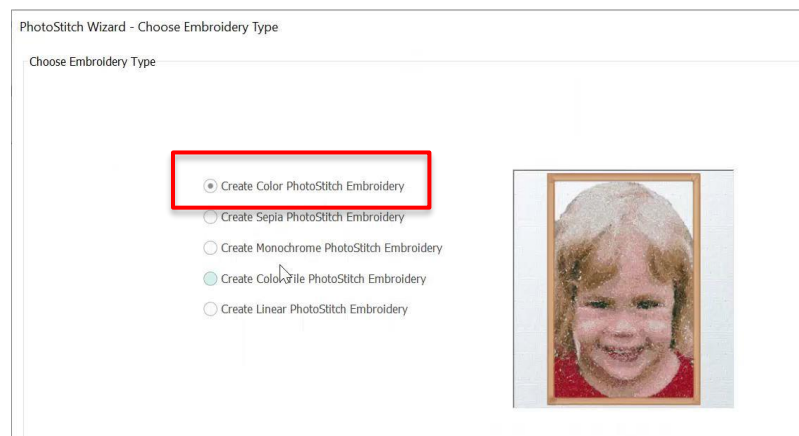 PhotoStitch Wizard - Choose Embroidery Type
Choose Embroidery Type
Create Color PhotoStitch Embroidery
Create Sepia PhotoStitch Embroidery
Create Monochrome PhotoStitch Embroidery
Create Color Tile PhotoStitch Embroidery
Create Linear PhotoStitch Embroidery